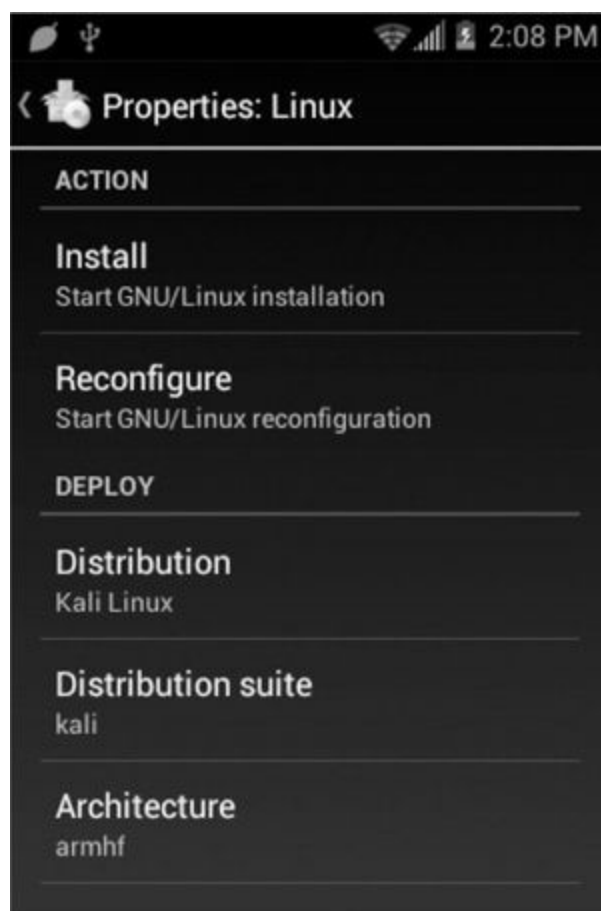 2:08 PM
Properties: Linux
ACTION
Install
Start GNU/Linux installation
Reconfigure
Start GNU/Linux reconfiguration
DEPLOY
Distribution
Kali Linux
Distribution suite
kali
Architecture
armhf